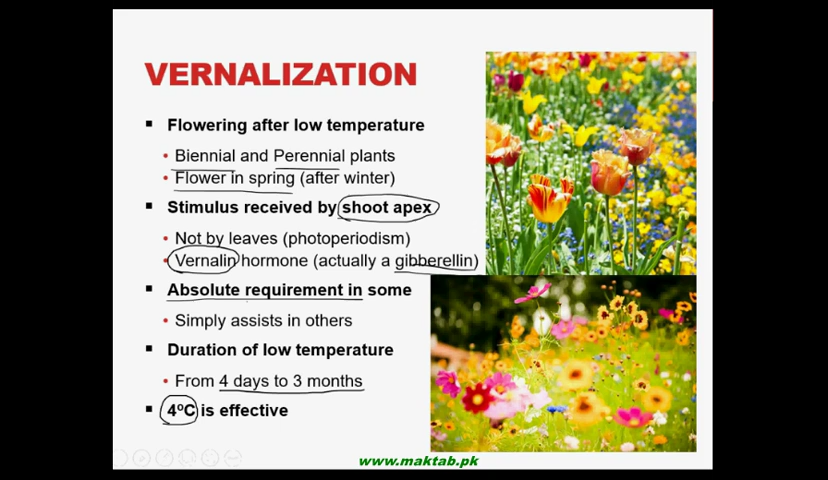 VERNALIZATION
▪ Flowering after low temperature
• Biennial and Perennial plants
• Flower in spring (after winter)
▪ Stimulus received by shoot apex
• Not by leaves (photoperiodism)
• Vernalin hormone (actually a gibberellin)
▪ Absolute requirement in some
• Simply assists in others
▪ Duration of low temperature
• From 4 days to 3 months
▪ 4ºC is effective
www.maktab.pk